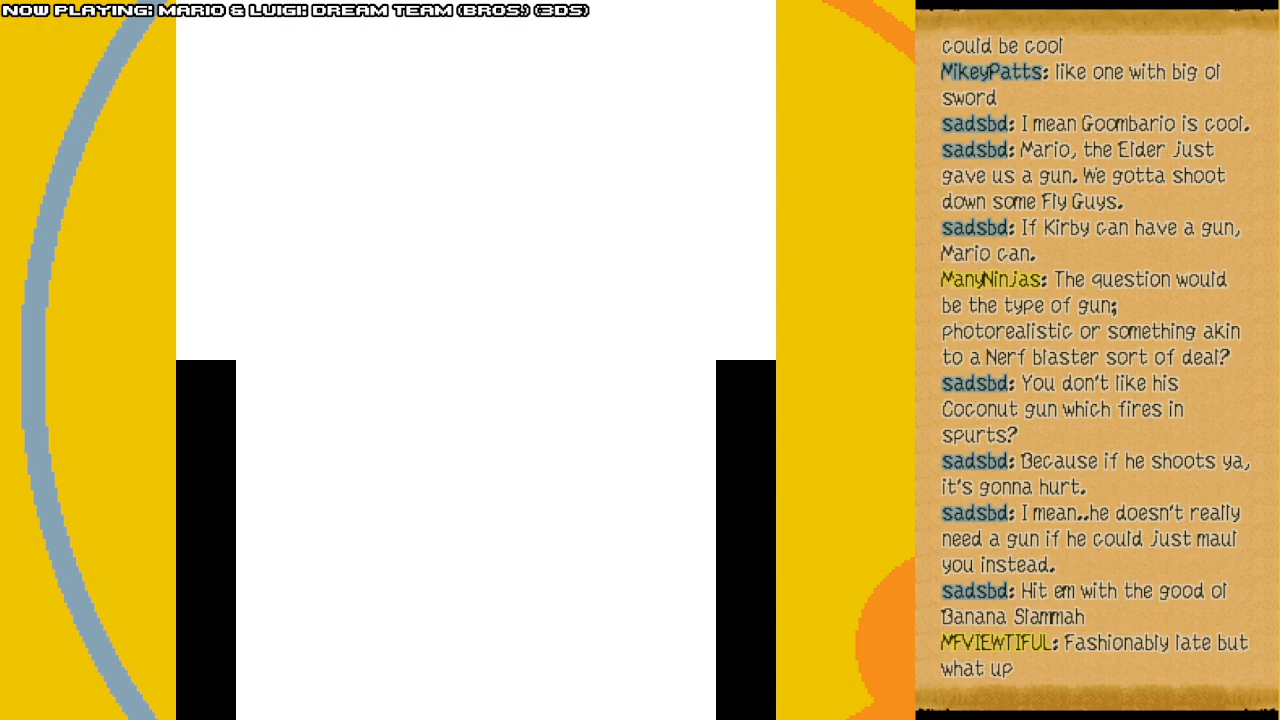 NOW PLAYING: MARIO & LUIGI: DREAM TEAM (BROS.) (3DS)
could be cool
MikeyPatts: like one with big ol
sword
sadsbd: I mean Goombario is cool.
sadsbd: Mario, the Elder just
gave us a gun. We gotta shoot
down some Fly Guys.
sadsbd: If Kirby can have a gun,
Mario can.
ManyNinjas: The question would
be the type of gun;
photorealistic or something akin
to a Nerf blaster sort of deal?
sadsbd: You don't like his
Coconut gun which fires in
spurts?
sadsbd: Because if he shoots ya,
it's gonna hurt.
sadsbd: I mean..he doesn't really
need a gun if he could just maul
you instead.
sadsbd: Hit em with the good ol
Banana Slammah
MFVIEWTIFUL: Fashionably late but
what up